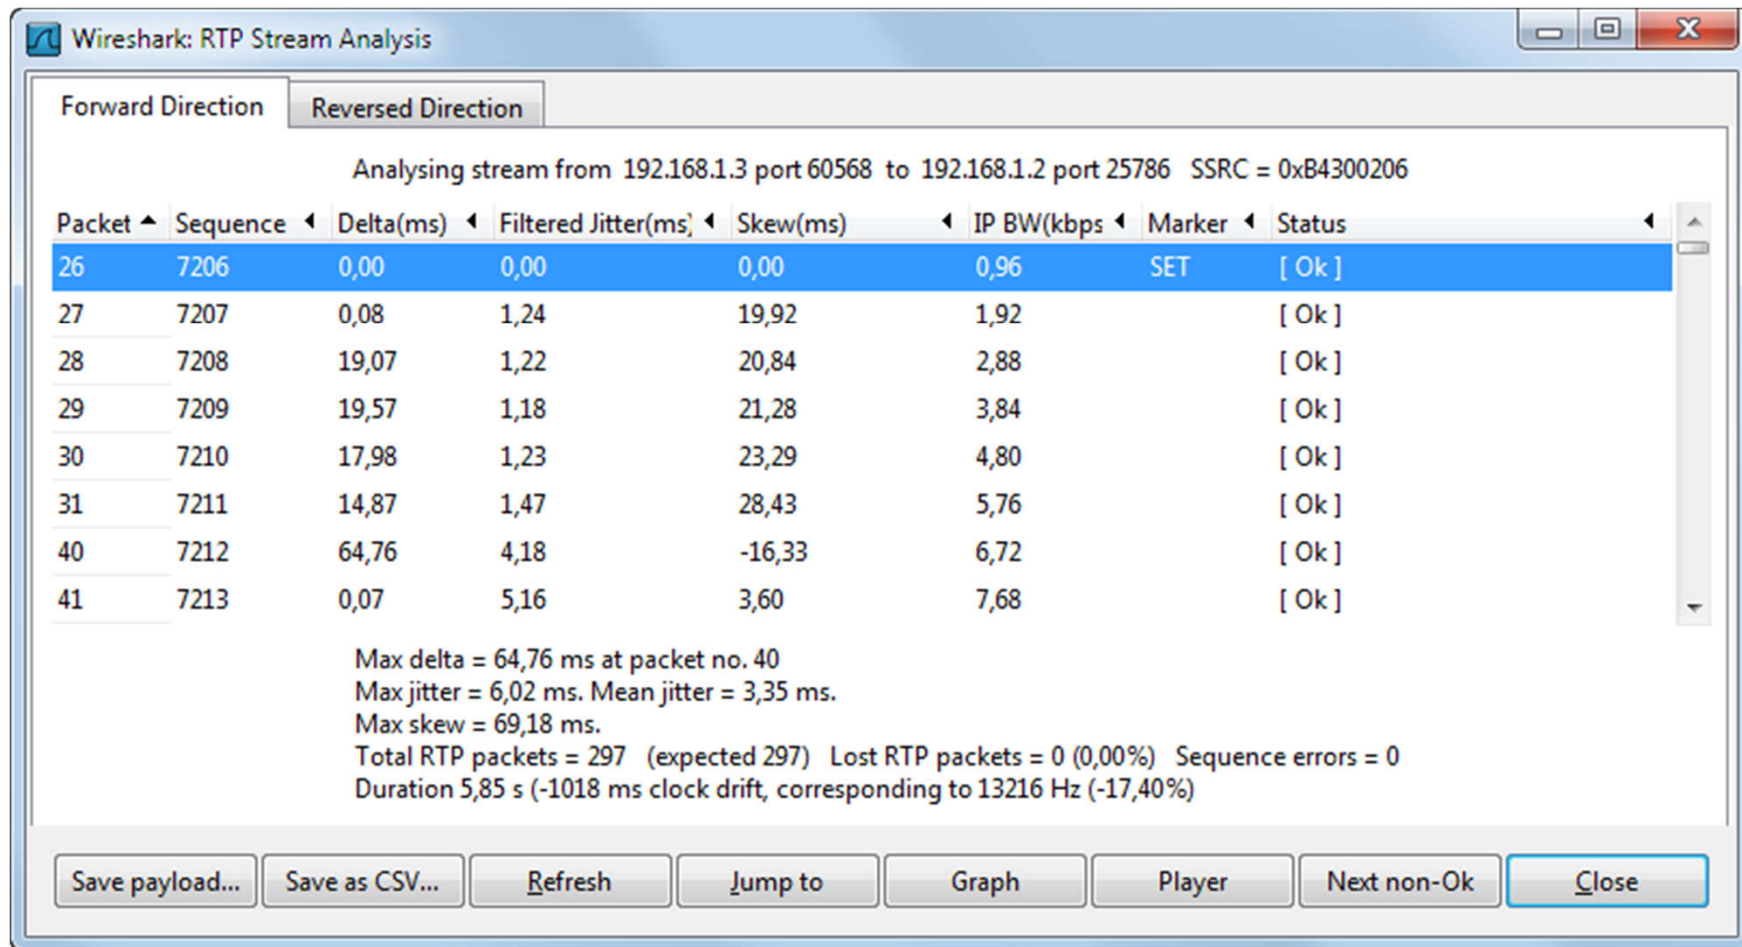 Wireshark: RTP Stream Analysis
Forward Direction Reversed Direction
Analysing stream from 192.168.1.3 port 60568 to 192.168.1.2 port 25786 SSRC = 0xB4300206
Packet Sequence Delta(ms) Filtered Jitter(ms) Skew(ms) IP BW(kbps Marker Status
26 7206 0,00 0,00 0,00 0,96 SET [ Ok ]
27 7207 0,08 1,24 19,92 1,92 [ Ok ]
28 7208 19,07 1,22 20,84 2,88 [ Ok ]
29 7209 19,57 1,18 21,28 3,84 [ Ok ]
30 7210 17,98 1,23 23,29 4,80 [ Ok ]
31 7211 14,87 1,47 28,43 5,76 [ Ok ]
40 7212 64,76 4,18 -16,33 6,72 [ Ok ]
41 7213 0,07 5,16 3,60 7,68 [ Ok ]
Max delta = 64,76 ms at packet no. 40
Max jitter = 6,02 ms. Mean jitter = 3,35 ms.
Max skew = 69,18 ms.
Total RTP packets = 297 (expected 297) Lost RTP packets = 0 (0,00%) Sequence errors = 0
Duration 5,85 s (-1018 ms clock drift, corresponding to 13216 Hz (-17,40%)
Save payload... Save as CSV... Refresh Jump to Graph Player Next non-Ok Close